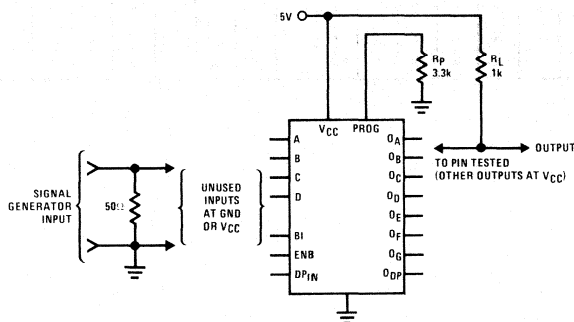 5V
RP
3.3k
RL
1k
VCC PROG
A
B
C
D
BI
ENB
DPIN
OA
OB
OC
OD
OE
OF
OG
ODP
OUTPUT
TO PIN TESTED
(OTHER OUTPUTS AT VCC)
SIGNAL
GENERATOR
INPUT
50Ω
UNUSED
INPUTS
AT GND
OR VCC